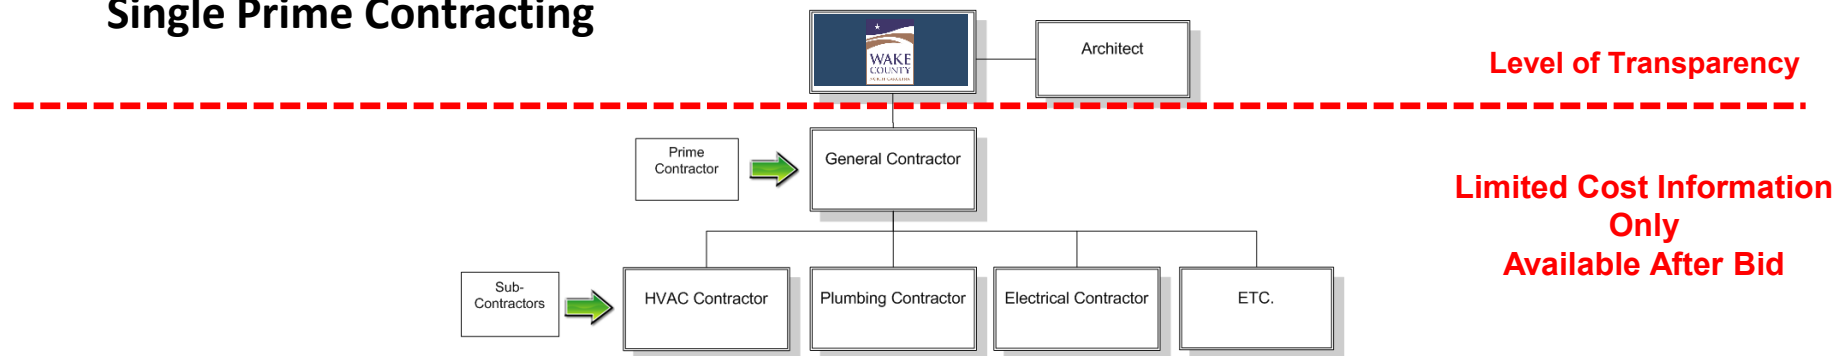 Single Prime Contracting
WAKE
COUNTY
Architect
Level of Transparency
Prime
Contractor
General Contractor
Limited Cost Information
Only
Available After Bid
Sub-
Contractors
HVAC Contractor
Plumbing Contractor
Electrical Contractor
ETC.